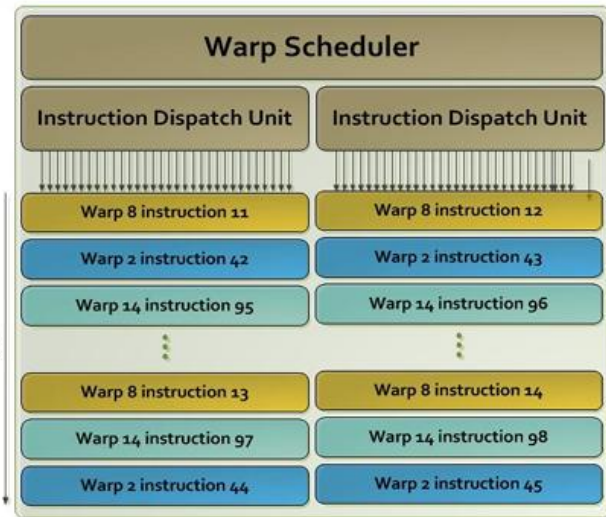 Warp Scheduler
Instruction Dispatch Unit
Instruction Dispatch Unit
Warp 8 instruction 11
Warp 8 instruction 12
Warp 2 instruction 42
Warp 2 instruction 43
Warp 14 instruction 95
Warp 14 instruction 96
Warp 8 instruction 13
Warp 8 instruction 14
Warp 14 instruction 97
Warp 14 instruction 98
Warp 2 instruction 44
Warp 2 instruction 45